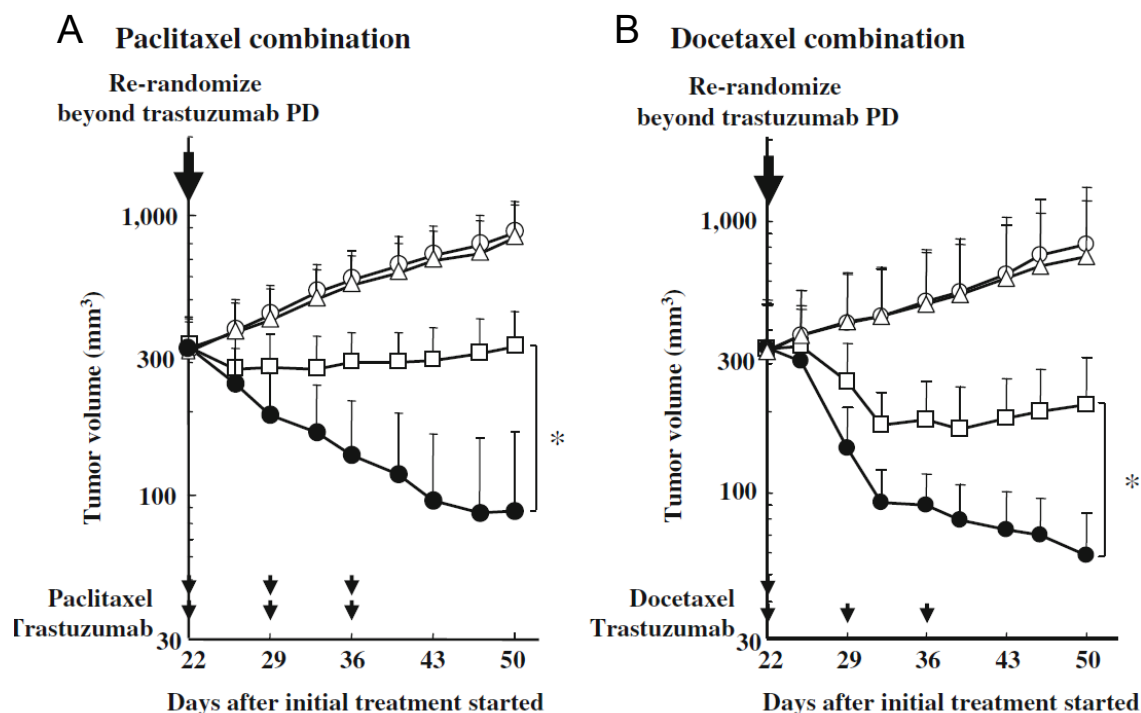 A Paclitaxel combination
Re-randomize
beyond trastuzumab PD
1,000
300
100
30
Tumor volume (mm³)
*
Paclitaxel
Trastuzumab
22 29 36 43 50
Days after initial treatment started
B Docetaxel combination
Re-randomize
beyond trastuzumab PD
1,000
300
100
30
Tumor volume (mm³)
*
Docetaxel
Trastuzumab
22 29 36 43 50
Days after initial treatment started